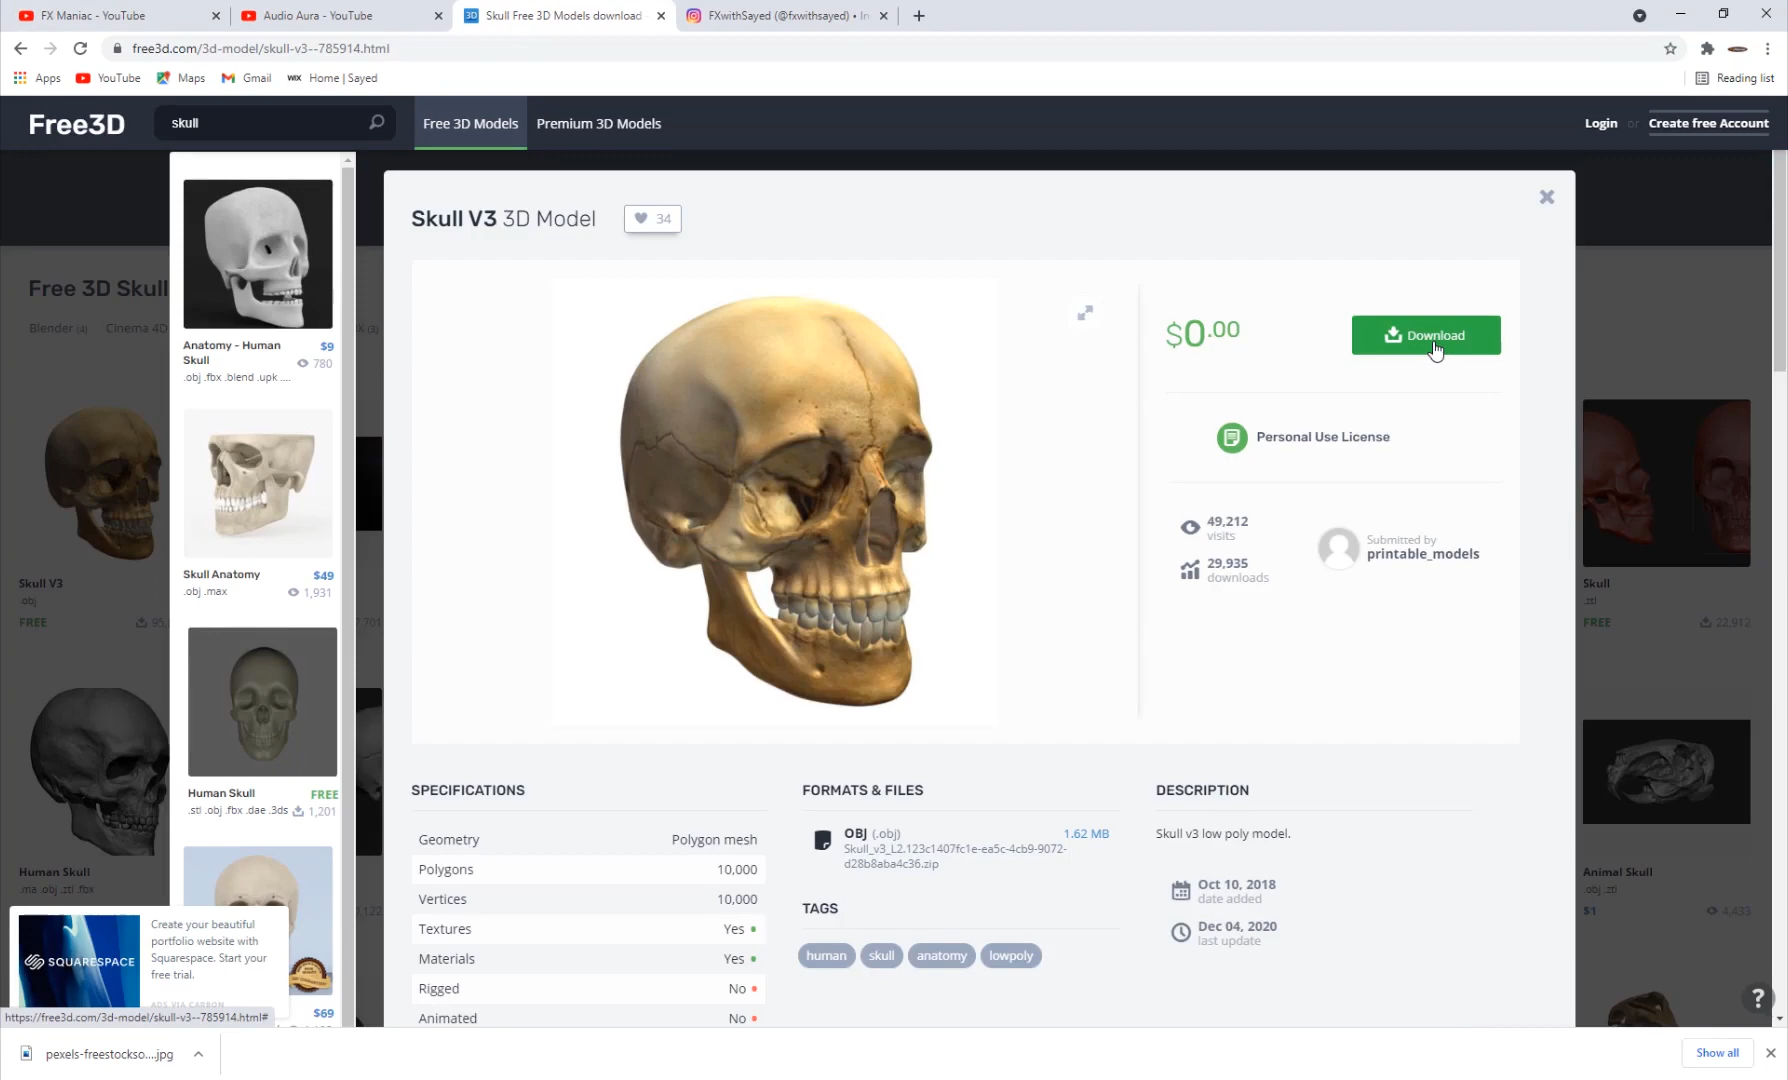 FX Maniac - YouTube
Audio Aura - YouTube
Skull Free 3D Models download
FXwithSayed (@fxwithsayed) • In
free3d.com/3d-model/skull-v3--785914.html
Apps
YouTube
Maps
Gmail
WIX Home | Sayed
Reading list
Free3D
skull
Free 3D Models
Premium 3D Models
Login or Create free Account
Free 3D Skull
Blender (4)
Cinema 4D
Skull V3
.obj
FREE
Human Skull
.ma .obj .ztl .fbx
Anatomy - Human Skull
$9
780
.obj .fbx .blend .upk ....
Skull Anatomy
$49
.obj .max
1,931
Human Skull
FREE
.stl .obj .fbx .dae .3ds
1,201
$69
Skull V3 3D Model
34
$0.00
Download
Personal Use License
49,212
visits
29,935
downloads
Submitted by
printable_models
SPECIFICATIONS
Geometry Polygon mesh
Polygons 10,000
Vertices 10,000
Textures Yes
Materials Yes
Rigged No
Animated No
FORMATS & FILES
OBJ (.obj) 1.62 MB
Skull_v3_L2.123c1407fc1e-ea5c-4cb9-9072-
d28b8aba4c36.zip
TAGS
human
skull
anatomy
lowpoly
DESCRIPTION
Skull v3 low poly model.
Oct 10, 2018
date added
Dec 04, 2020
last update
Skull
.ztl
FREE
22,912
Animal Skull
.obj .ztl
$1
4,433
SQUARESPACE
Create your beautiful
portfolio website with
Squarespace. Start your
free trial.
ADS VIA CARBON
https://free3d.com/3d-model/skull-v3--785914.html#
?
pexels-freestockso....jpg
Show all